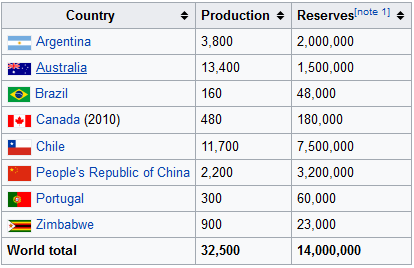 Country Production Reserves[note 1]
Argentina 3,800 2,000,000
Australia 13,400 1,500,000
Brazil 160 48,000
Canada (2010) 480 180,000
Chile 11,700 7,500,000
People's Republic of China 2,200 3,200,000
Portugal 300 60,000
Zimbabwe 900 23,000
World total 32,500 14,000,000